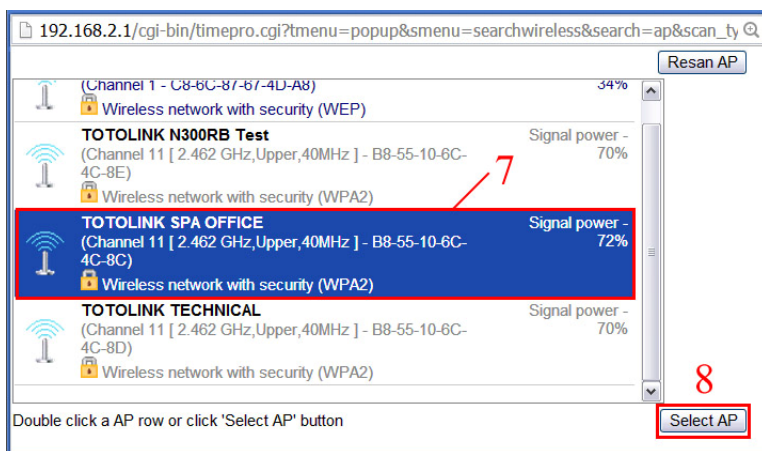 192.168.2.1/cgi-bin/timepro.cgi?tmenu=popup&smenu=searchwireless&search=ap&scan_ty
Resan AP
(Channel 1 - C8-6C-87-67-4D-A8) 34%
Wireless network with security (WEP)
TOTOLINK N300RB Test Signal power -
(Channel 11 [ 2.462 GHz,Upper,40MHz ] - B8-55-10-6C- 70%
4C-8E)
7
Wireless network with security (WPA2)
TOTOLINK SPA OFFICE Signal power -
(Channel 11 [ 2.462 GHz,Upper,40MHz ] - B8-55-10-6C- 72%
4C-8C)
Wireless network with security (WPA2)
TOTOLINK TECHNICAL Signal power -
(Channel 11 [ 2.462 GHz,Upper,40MHz ] - B8-55-10-6C- 70%
4C-8D)
Wireless network with security (WPA2)
8
Double click a AP row or click 'Select AP' button Select AP